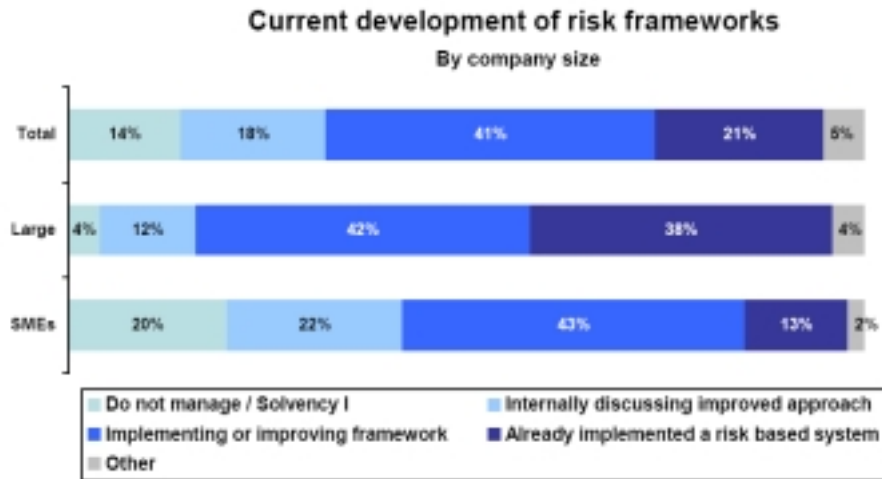 Current development of risk frameworks
By company size
Total 14% 18% 41% 21%
Large 4% 12% 42% 38% 4%
SMEs 20% 22% 43% 13% 2%
Do not manage / Solvency I Internally discussing improved approach
Implementing or improving framework Already implemented a risk based system
Other